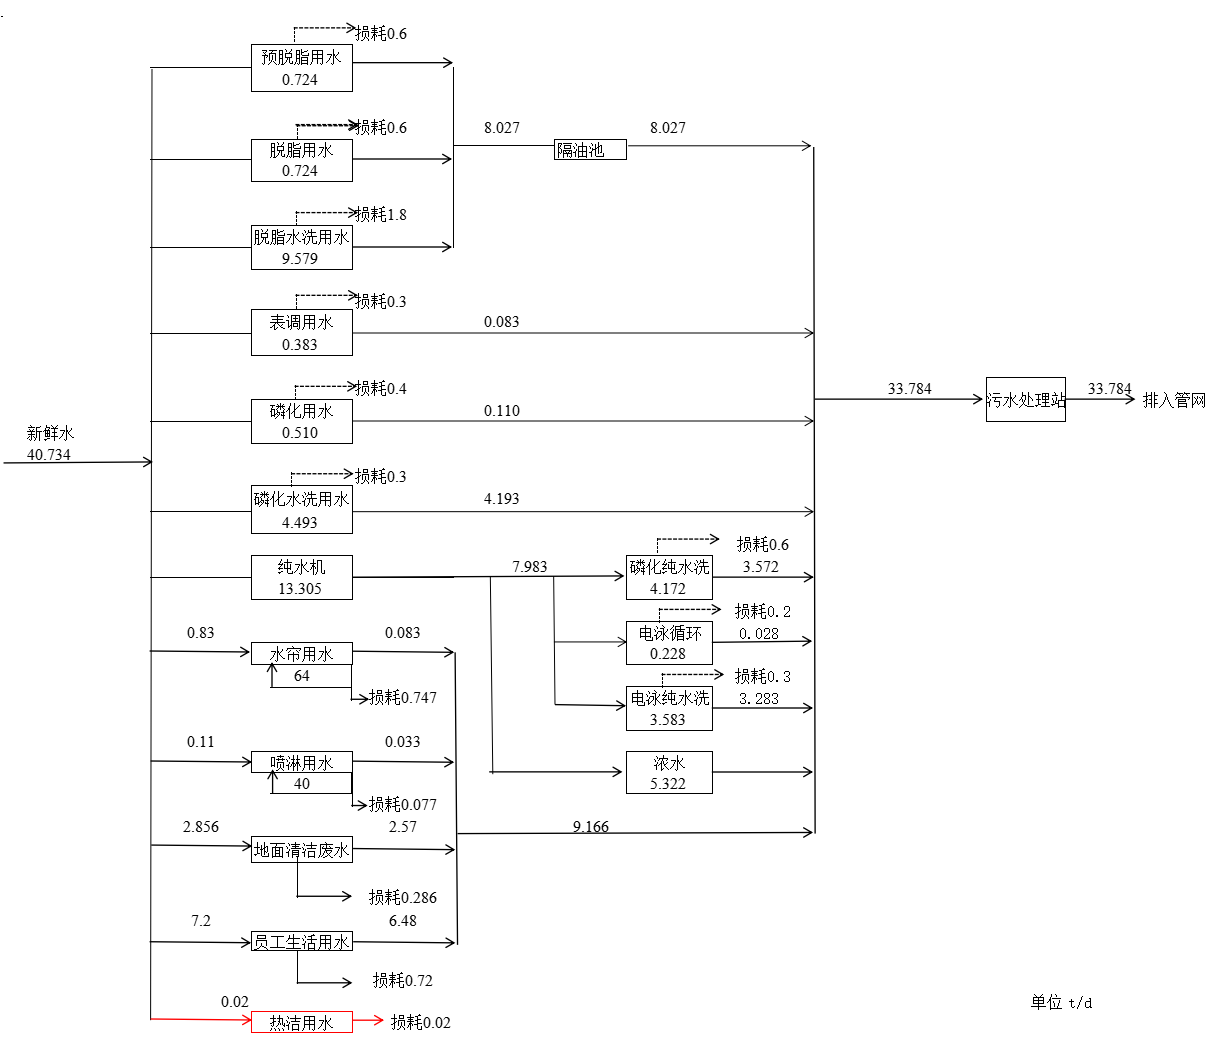 损耗0.6
预脱脂用水
0.724
损耗0.6
脱脂用水
0.724
8.027
隔油池
8.027
损耗1.8
脱脂水洗用水
9.579
损耗0.3
表调用水
0.383
0.083
损耗0.4
磷化用水
0.510
0.110
33.784
污水处理站
33.784
排入管网
新鲜水
40.734
损耗0.3
磷化水洗用水
4.493
4.193
纯水机
13.305
7.983
损耗0.6
磷化纯水洗
4.172
3.572
损耗0.2
电泳循环
0.228
0.028
损耗0.3
电泳纯水洗
3.583
3.283
浓水
5.322
0.83
水帘用水
0.083
64
损耗0.747
0.11
喷淋用水
0.033
40
损耗0.077
2.856
地面清洁废水
2.57
损耗0.286
9.166
7.2
员工生活用水
6.48
损耗0.72
0.02
热洁用水
损耗0.02
单位 t/d